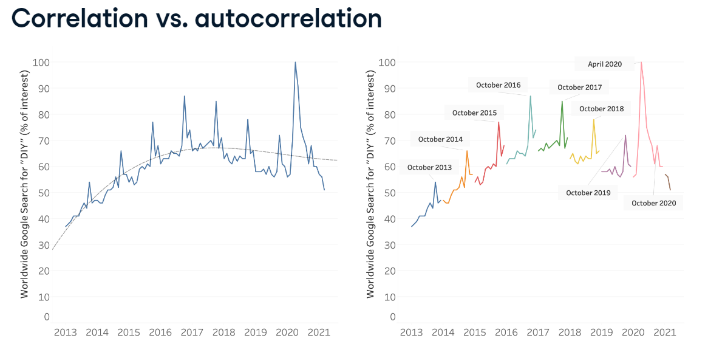 Correlation vs. autocorrelation
Worldwide Google Search for "DIY" (% of interest)
100
90
80
70
60
50
40
30
20
10
0
2013 2014 2015 2016 2017 2018 2019 2020 2021
Worldwide Google Search for "DIY" (% of interest)
100
90
80
70
60
50
40
30
20
10
0
April 2020
October 2016
October 2017
October 2015
October 2018
October 2014
October 2013
October 2019
October 2020
2013 2014 2015 2016 2017 2018 2019 2020 2021